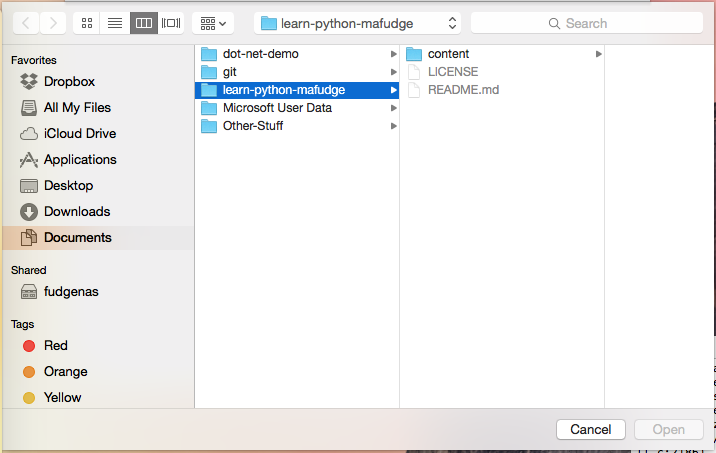 learn-python-mafudge
Search
Favorites
Dropbox
All My Files
iCloud Drive
Applications
Desktop
Downloads
Documents
Shared
fudgenas
Tags
Red
Orange
Yellow
dot-net-demo
git
learn-python-mafudge
Microsoft User Data
Other-Stuff
content
LICENSE
README.md
Cancel
Open